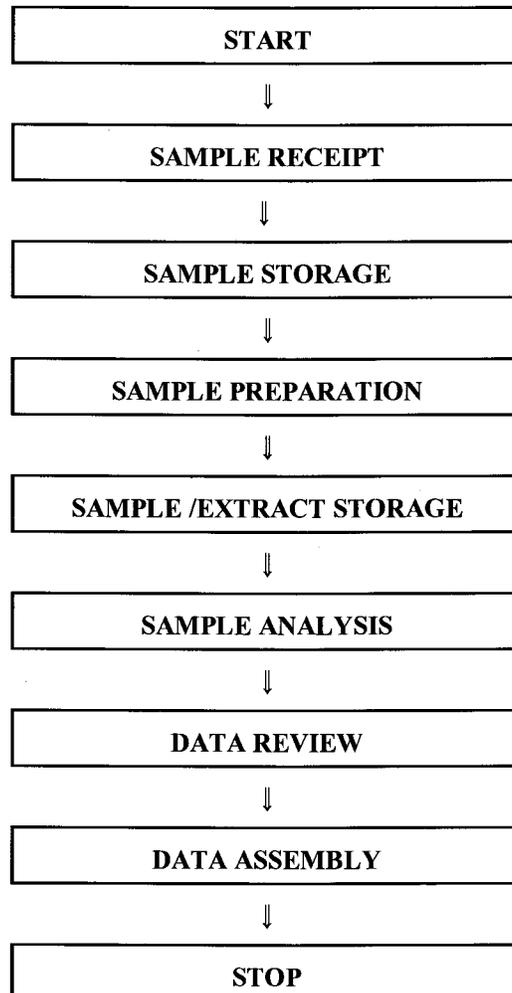 START
⇓
SAMPLE RECEIPT
⇓
SAMPLE STORAGE
⇓
SAMPLE PREPARATION
⇓
SAMPLE /EXTRACT STORAGE
⇓
SAMPLE ANALYSIS
⇓
DATA REVIEW
⇓
DATA ASSEMBLY
⇓
STOP